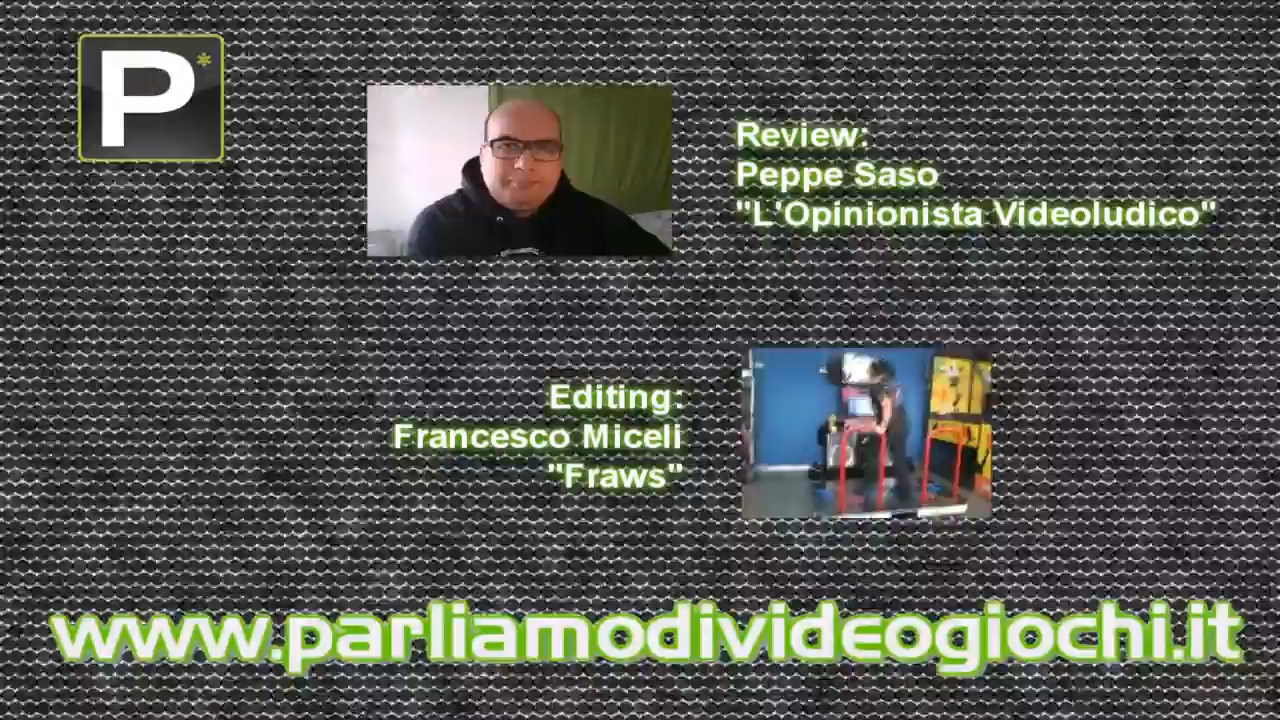 P*
Review:
Peppe Saso
"L'Opinionista Videoludico"
Editing:
Francesco Miceli
"Fraws"
www.parliamodivideogiochi.it